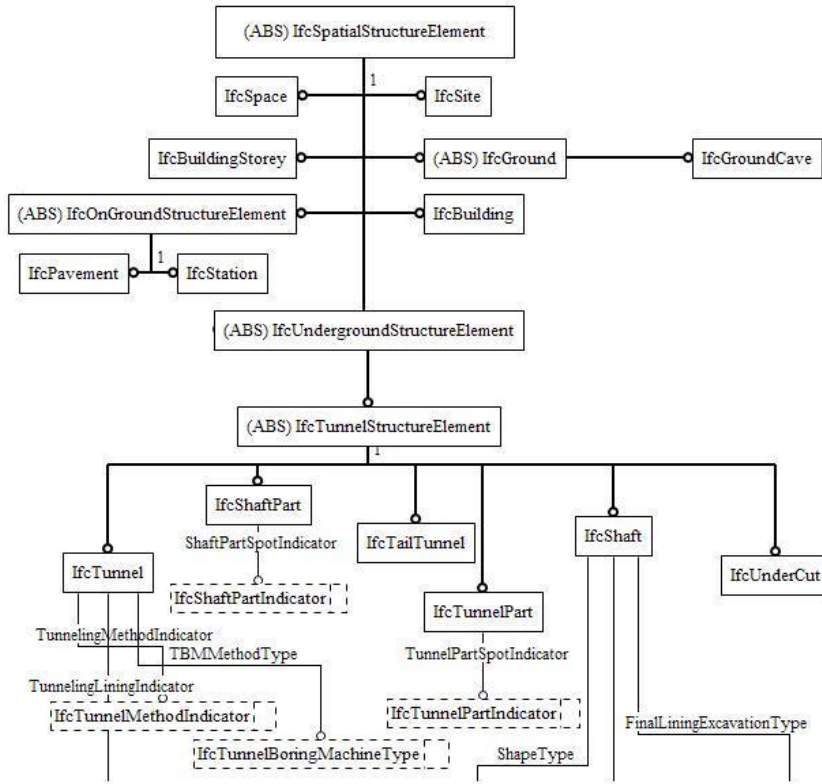 (ABS) IfcSpatialStructureElement
1
IfcSpace
IfcSite
IfcBuildingStorey
(ABS) IfcGround
IfcGroundCave
(ABS) IfcOnGroundStructureElement
IfcBuilding
1
IfcPavement
IfcStation
(ABS) IfcUndergroundStructureElement
(ABS) IfcTunnelStructureElement
1
IfcShaftPart
IfcTailTunnel
IfcShaft
ShaftPartSpotIndicator
IfcTunnel
IfcUnderCut
IfcShaftPartIndicator
IfcTunnelPart
TunnelingMethodIndicator
TBMMethodType
TunnelPartSpotIndicator
TunnelingLiningIndicator
IfcTunnelMethodIndicator
IfcTunnelPartIndicator
FinalLiningExcavationType
IfcTunnelBoringMachineType
ShapeType